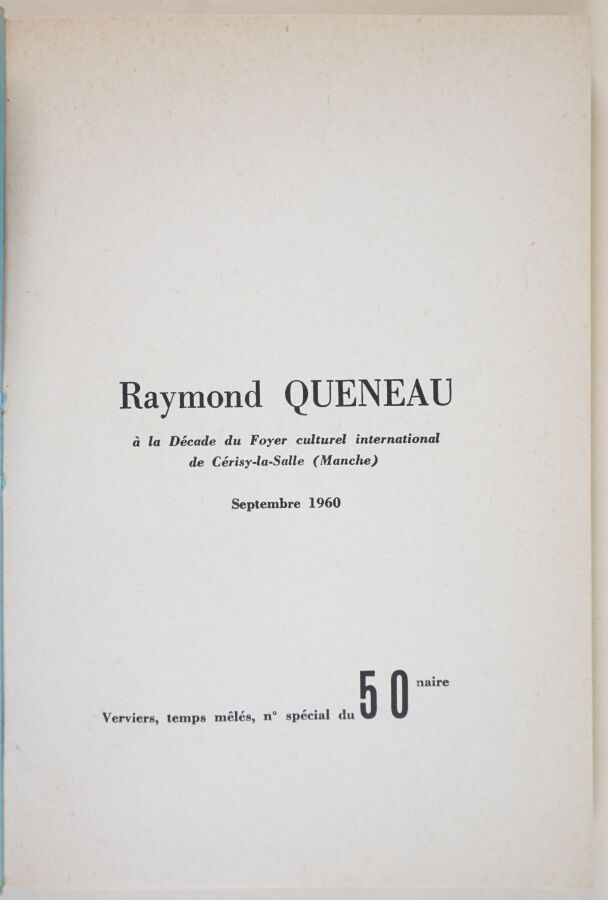 Raymond QUENEAU
à la Décade du Foyer culturel international
de Cérisy-la-Salle (Manche)
Septembre 1960
Verviers, temps mêlés, n° spécial du 50naire